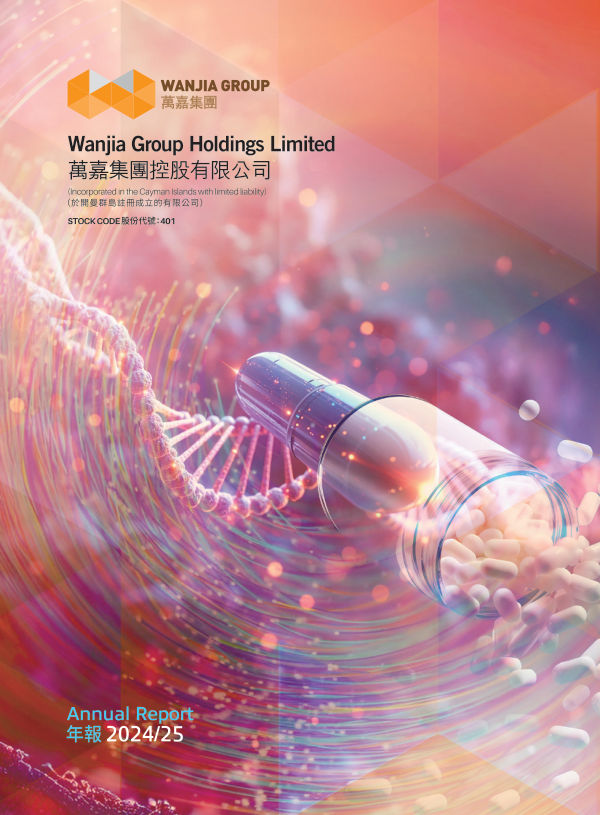 WANJIA GROUP
萬嘉集團
Wanjia Group Holdings Limited
萬嘉集團控股有限公司
(Incorporated in the Cayman Islands with limited liability)
(於開曼群島註冊成立的有限公司)
STOCK CODE 股份代號：401
Annual Report
年報 2024/25